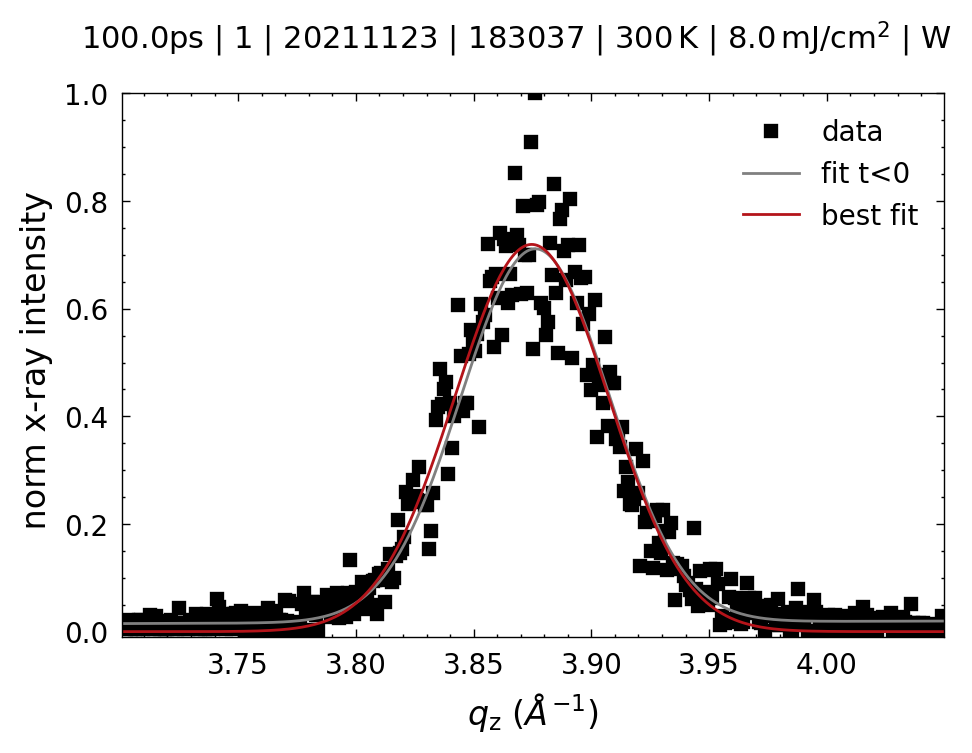 100.0ps | 1 | 20211123 | 183037 | 300 K | 8.0 mJ/cm² | W
1.0
0.8
0.6
0.4
0.2
0.0
norm x-ray intensity
data
fit t<0
best fit
3.75 3.80 3.85 3.90 3.95 4.00
q_z (Å⁻¹)